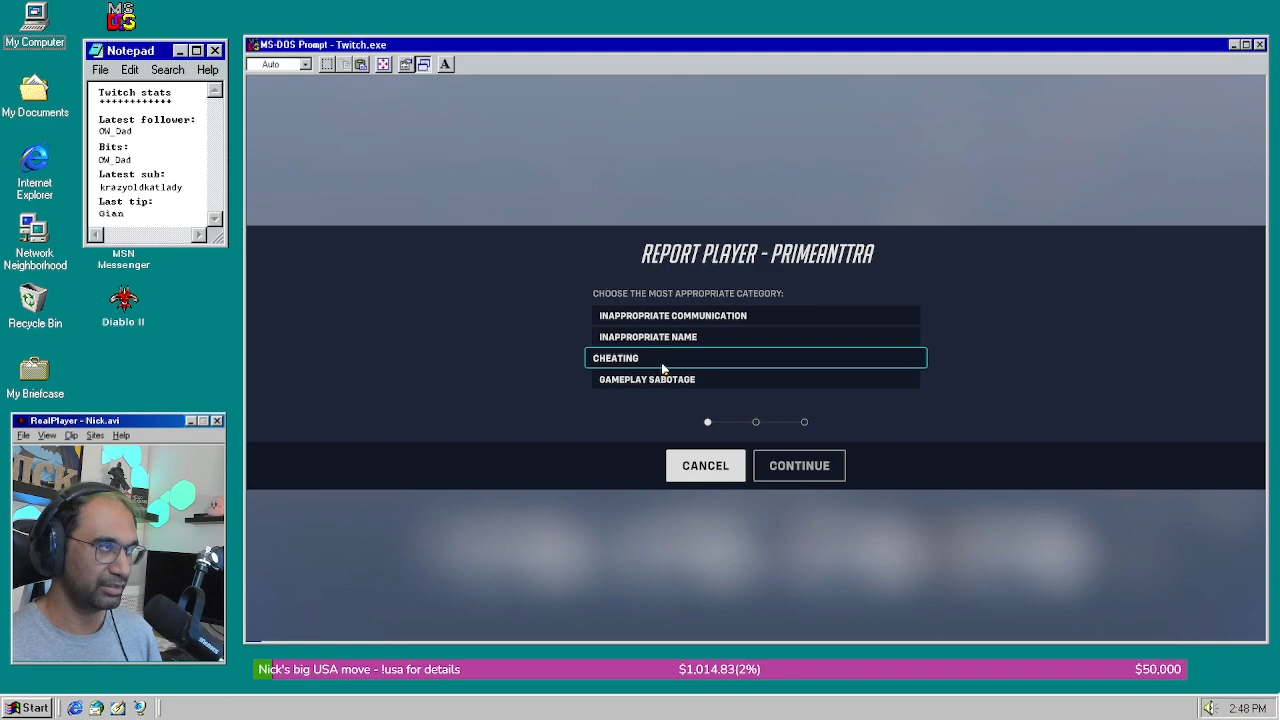 My Computer
My Documents
Internet
Explorer
Network
Neighborhood
Recycle Bin
My Briefcase
MS
DOS
Notepad
File Edit Search Help
Twitch stats
************
Latest follower:
OW_Dad
Bits:
OW_Dad
Latest sub:
krazyoldkatlady
Last tip:
Gian
MSN
Messenger
Diablo II
RealPlayer - Nick.avi
File View Clip Sites Help
NICK
MS-DOS Prompt - Twitch.exe
Auto
A
REPORT PLAYER - PRIMEANTTRA
CHOOSE THE MOST APPROPRIATE CATEGORY:
INAPPROPRIATE COMMUNICATION
INAPPROPRIATE NAME
CHEATING
GAMEPLAY SABOTAGE
CANCEL CONTINUE
Nick's big USA move - !usa for details $1,014.83(2%) $50,000
Start 2:48 PM